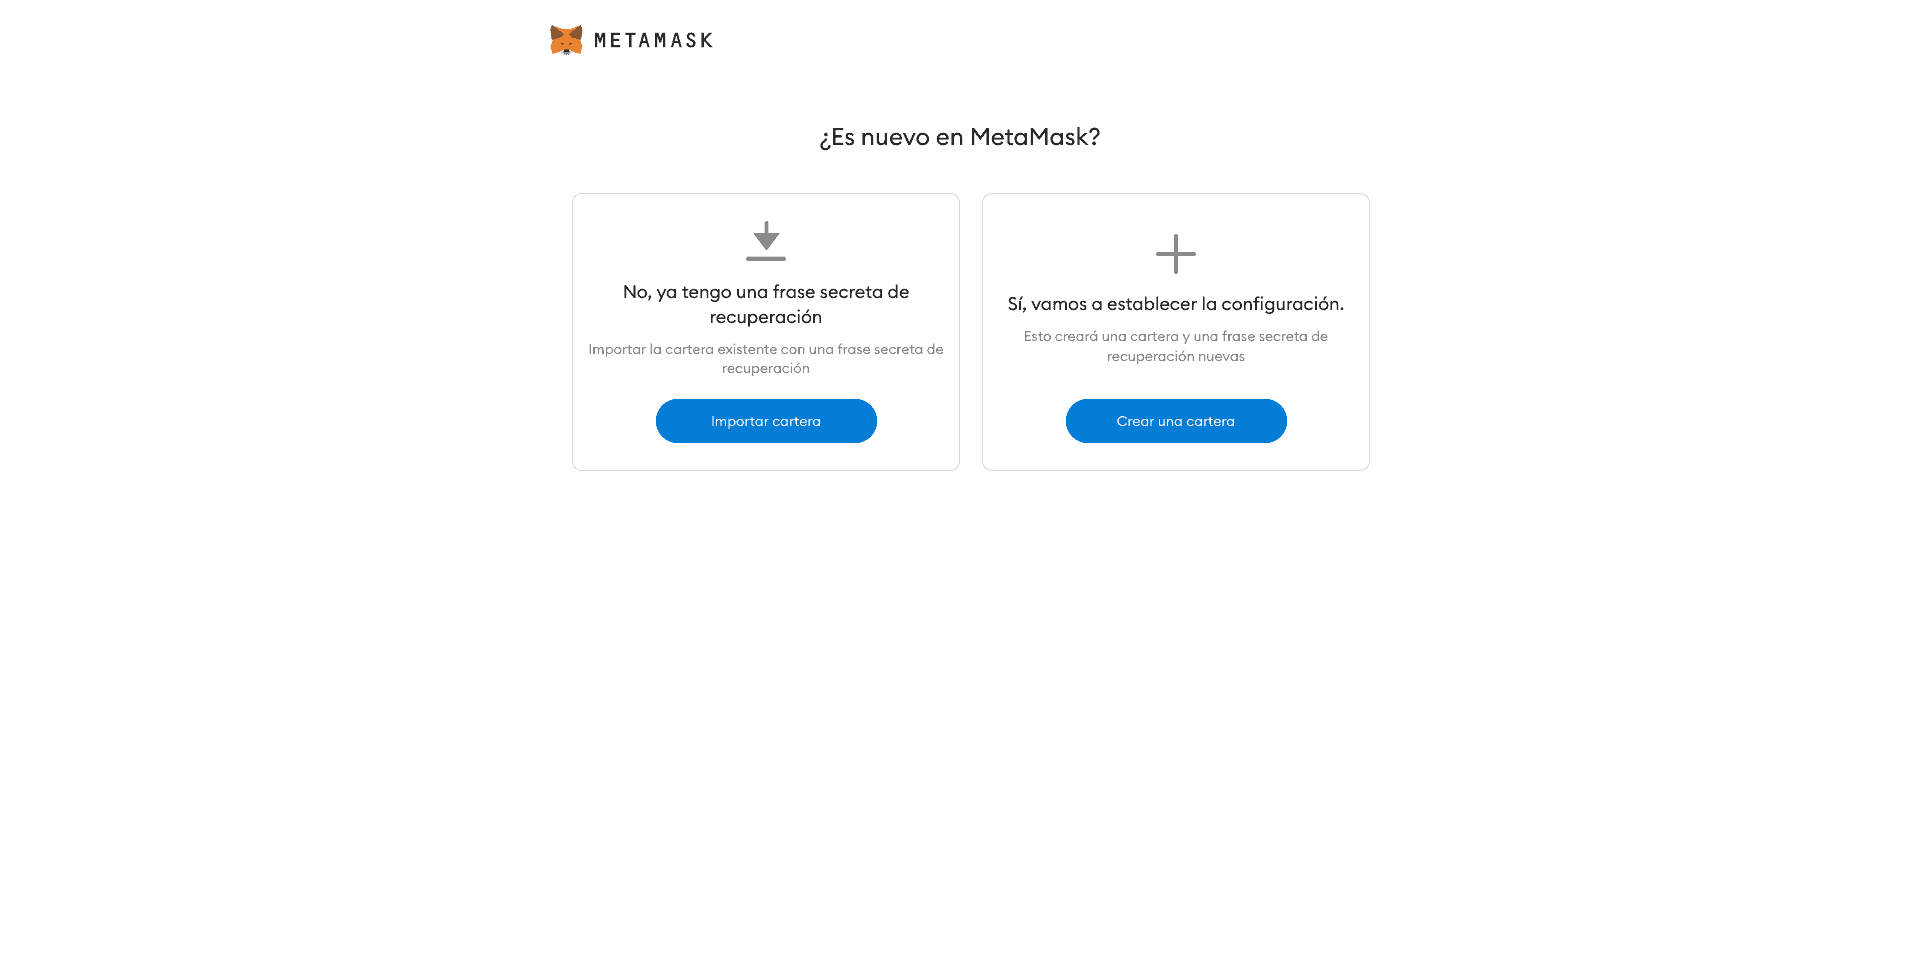 METAMASK
¿Es nuevo en MetaMask?
No, ya tengo una frase secreta de
recuperación
Importar la cartera existente con una frase secreta de
recuperación
Importar cartera
Sí, vamos a establecer la configuración.
Esto creará una cartera y una frase secreta de
recuperación nuevas
Crear una cartera